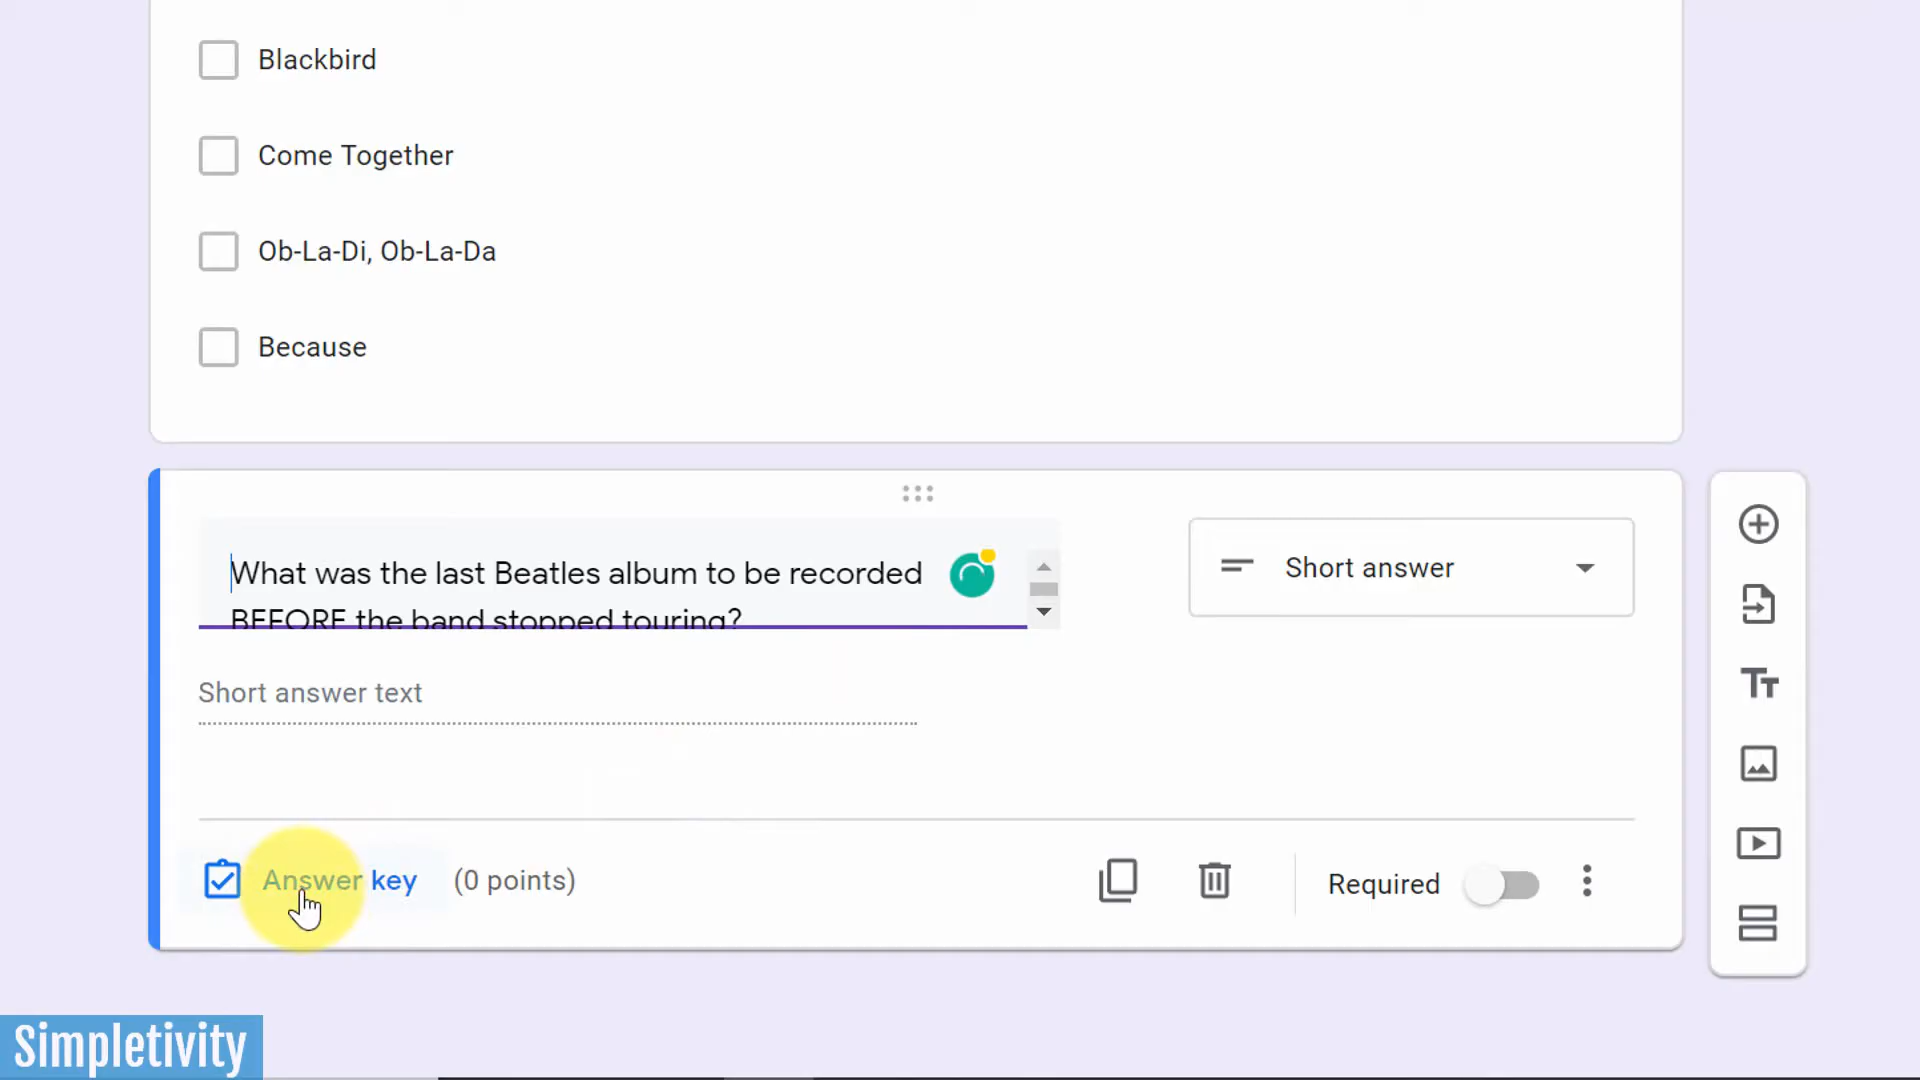 Blackbird
Come Together
Ob-La-Di, Ob-La-Da
Because
What was the last Beatles album to be recorded
BEFORE the band stopped touring?
Short answer
Short answer text
Answer key (0 points)
Required
Tт
Simpletivity